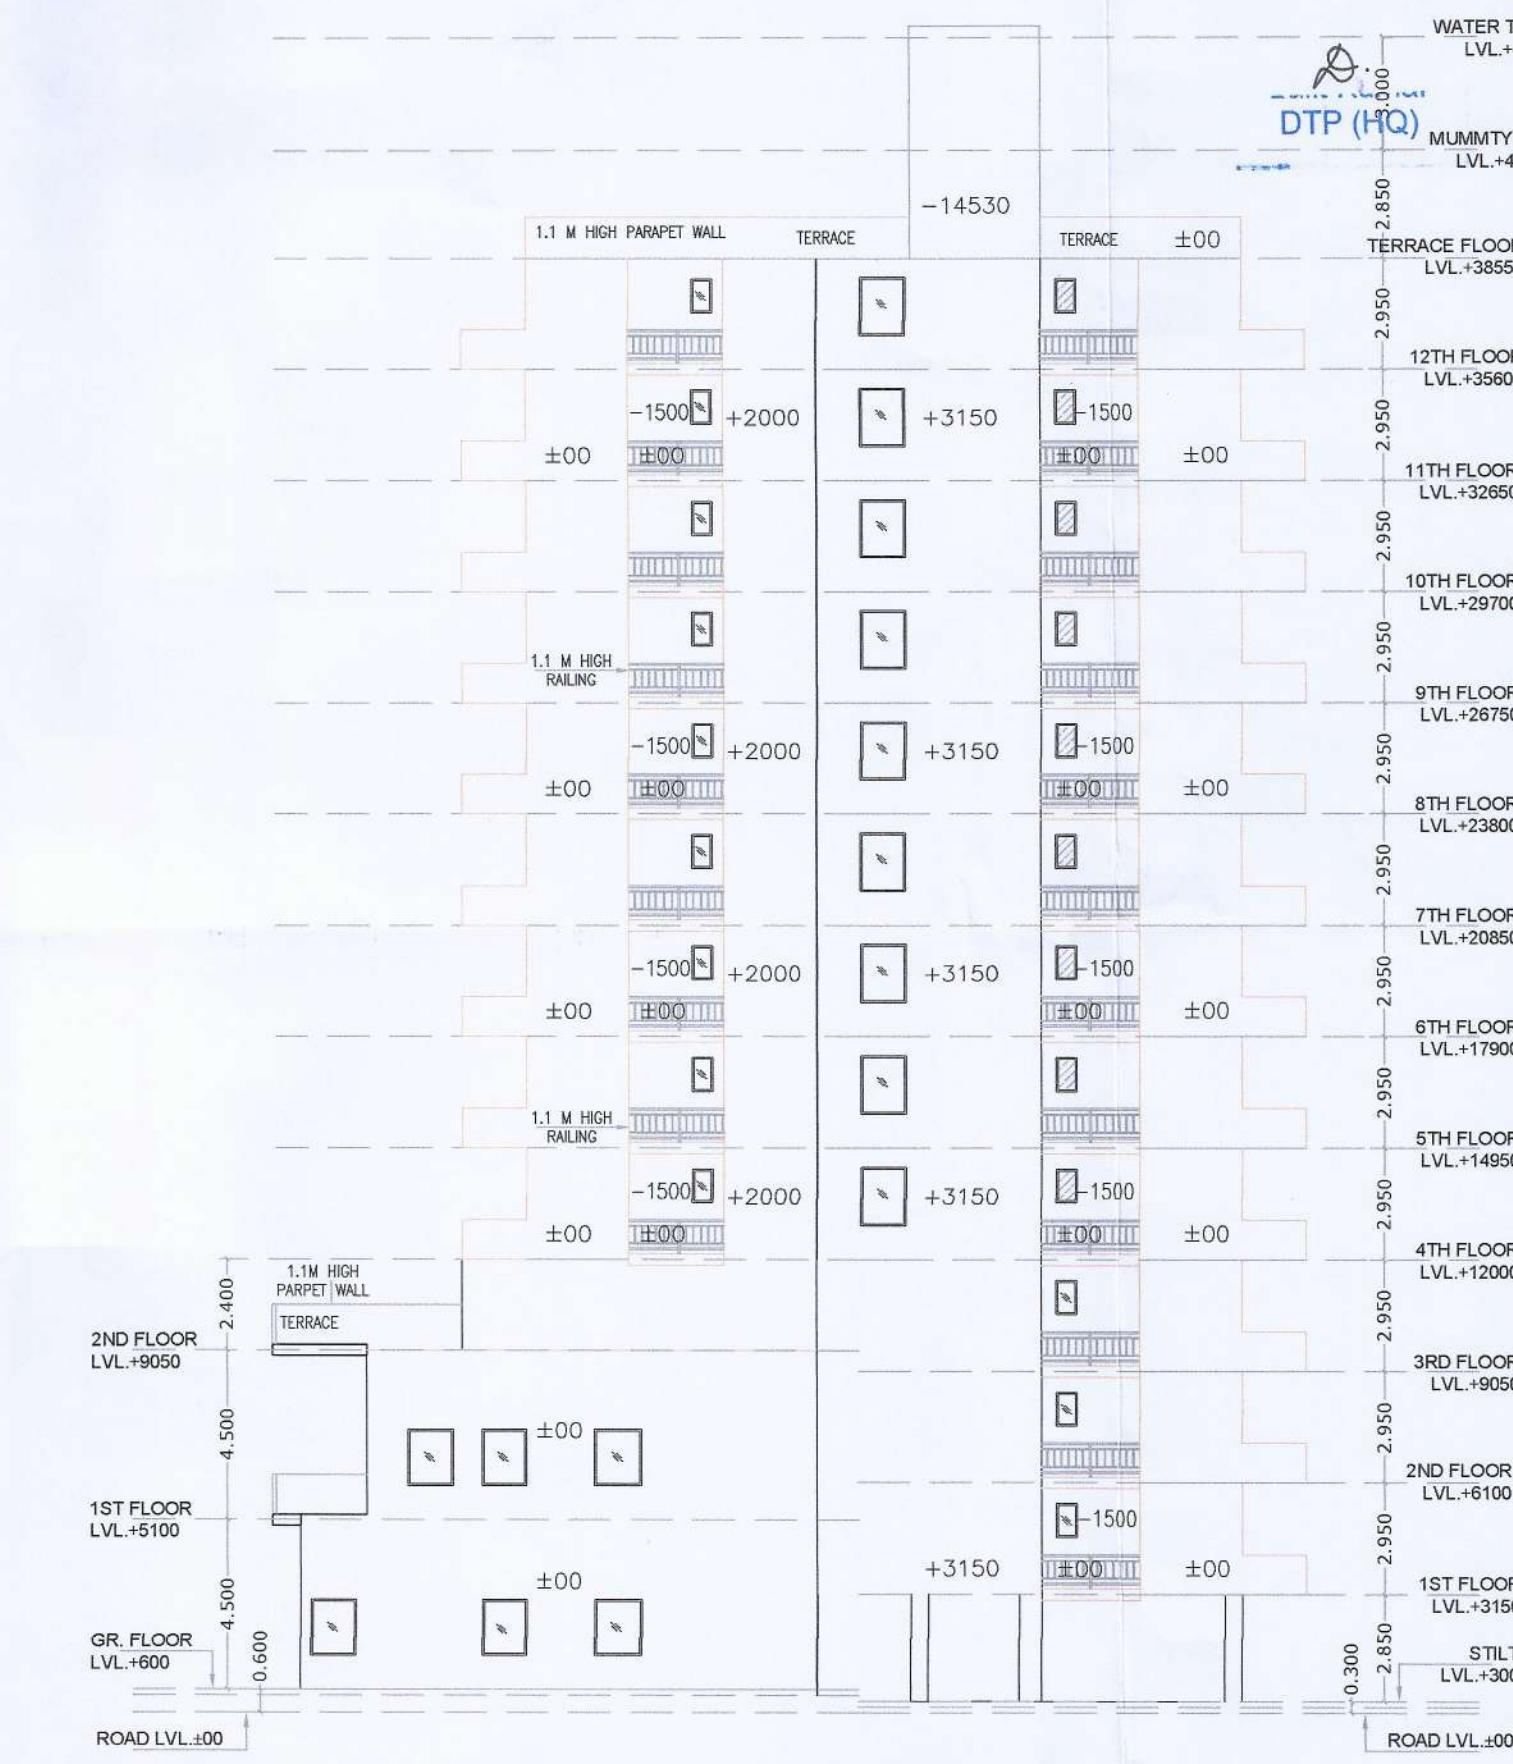 WATER T
LVL.+
3.000
DTP (HQ)
MUMMTY
LVL.+4
2.850
-14530
1.1 M HIGH PARAPET WALL
TERRACE
TERRACE
±00
TERRACE FLOOR
LVL.+3855
2.950
12TH FLOOR
LVL.+3560
-1500
+2000
+3150
-1500
2.950
±00
±00
±00
±00
11TH FLOOR
LVL.+32650
2.950
10TH FLOOR
LVL.+29700
1.1 M HIGH
RAILING
2.950
9TH FLOOR
LVL.+26750
-1500
+2000
+3150
-1500
2.950
±00
±00
±00
±00
8TH FLOOR
LVL.+23800
2.950
7TH FLOOR
LVL.+20850
-1500
+2000
+3150
-1500
2.950
±00
±00
±00
±00
6TH FLOOR
LVL.+17900
2.950
1.1 M HIGH
RAILING
5TH FLOOR
LVL.+14950
-1500
+2000
+3150
-1500
2.950
±00
±00
±00
±00
4TH FLOOR
LVL.+12000
1.1M HIGH
PARPET WALL
TERRACE
2.400
2.950
2ND FLOOR
LVL.+9050
3RD FLOOR
LVL.+9050
4.500
±00
2.950
2ND FLOOR
LVL.+6100
1ST FLOOR
LVL.+5100
-1500
2.950
±00
+3150
±00
±00
4.500
1ST FLOOR
LVL.+3150
GR. FLOOR
LVL.+600
0.600
2.850
0.300
STILT
LVL.+300
ROAD LVL.±00
ROAD LVL.±00